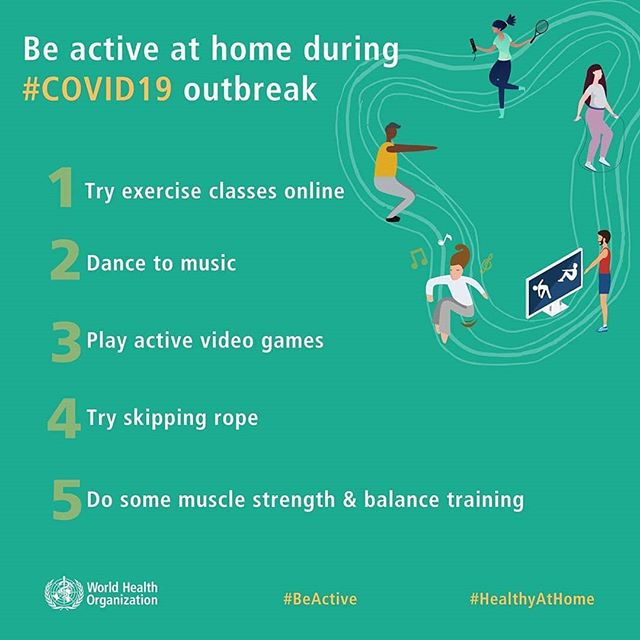 Be active at home during
#COVID19 outbreak
1 Try exercise classes online
2 Dance to music
3 Play active video games
4 Try skipping rope
5 Do some muscle strength & balance training
World Health
Organization
#BeActive
#HealthyAtHome